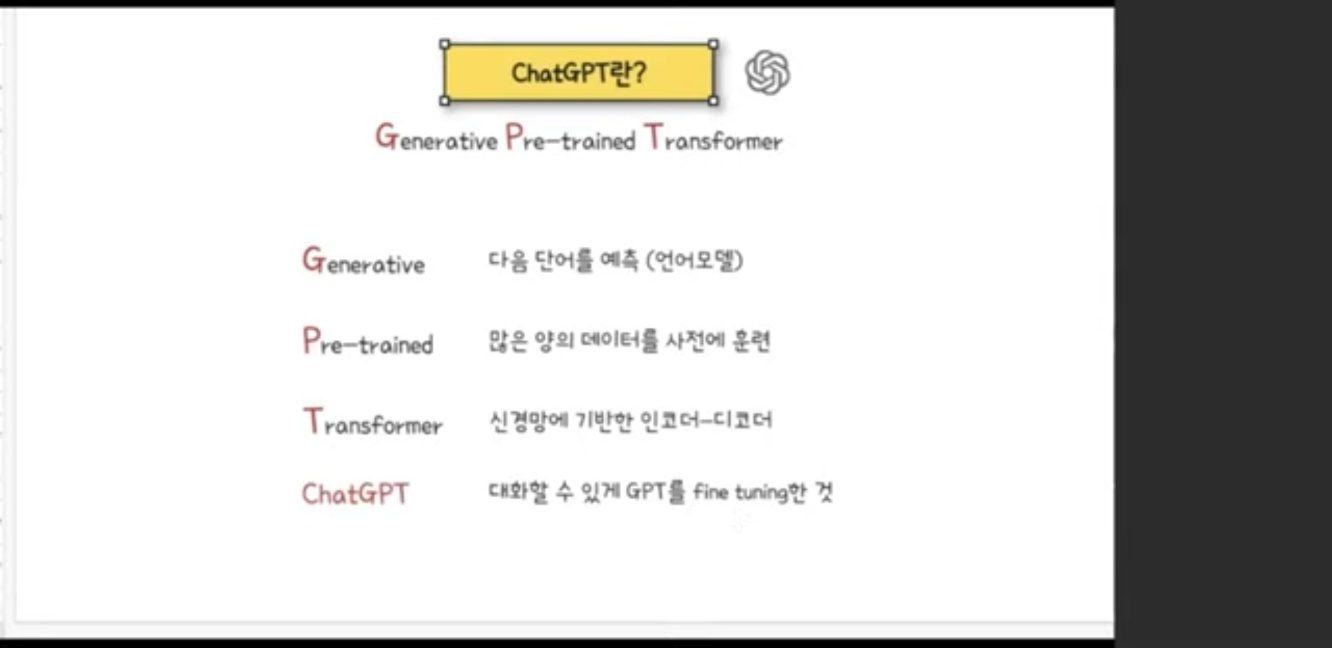 ChatGPT란?
Generative Pre-trained Transformer
Generative 다음 단어를 예측 (언어모델)
Pre-trained 많은 양의 데이터를 사전에 훈련
Transformer 신경망에 기반한 인코더-디코더
ChatGPT 대화할 수 있게 GPT를 fine tuning한 것